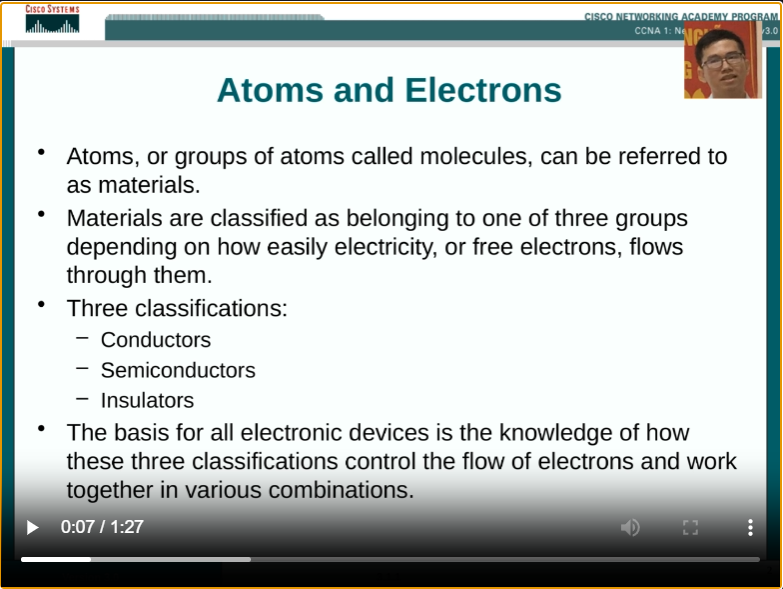 CISCO SYSTEMS
CISCO NETWORKING ACADEMY PROGRAM
CCNA 1: v3.0
Atoms and Electrons
• Atoms, or groups of atoms called molecules, can be referred to
as materials.
• Materials are classified as belonging to one of three groups
depending on how easily electricity, or free electrons, flows
through them.
• Three classifications:
– Conductors
– Semiconductors
– Insulators
• The basis for all electronic devices is the knowledge of how
these three classifications control the flow of electrons and work
together in various combinations.
0:07 / 1:27